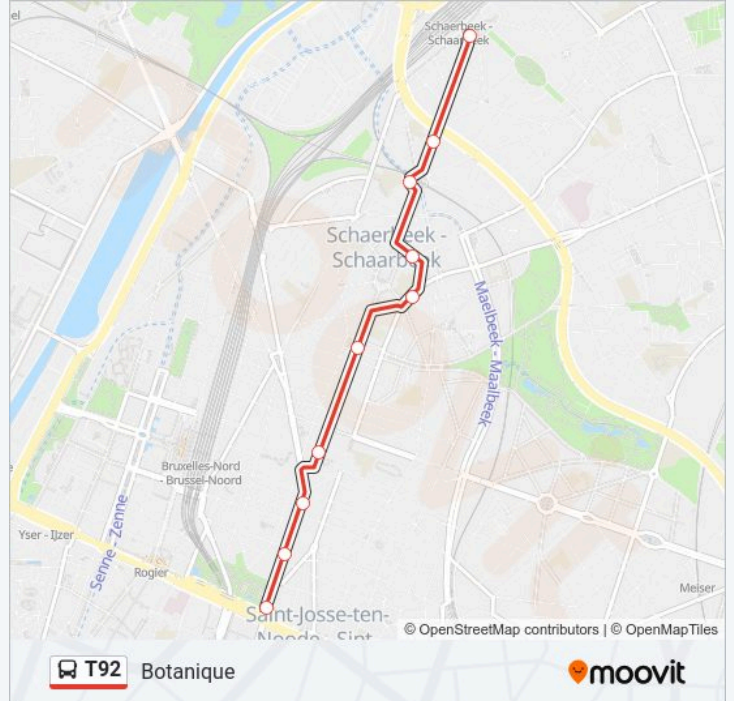 el
Schaerbeek -
Schaarbeek
Schaerbeek -
Schaarbeek
Maelbeek - Maalbeek
Bruxelles-Nord
- Brussel-Noord
Senne - Zenne
Yser - IJzer
Rogier
Meiser
Saint-Josse-ten-
Noode - Sint
© OpenStreetMap contributors | © OpenMapTiles
T92 Botanique
moovit